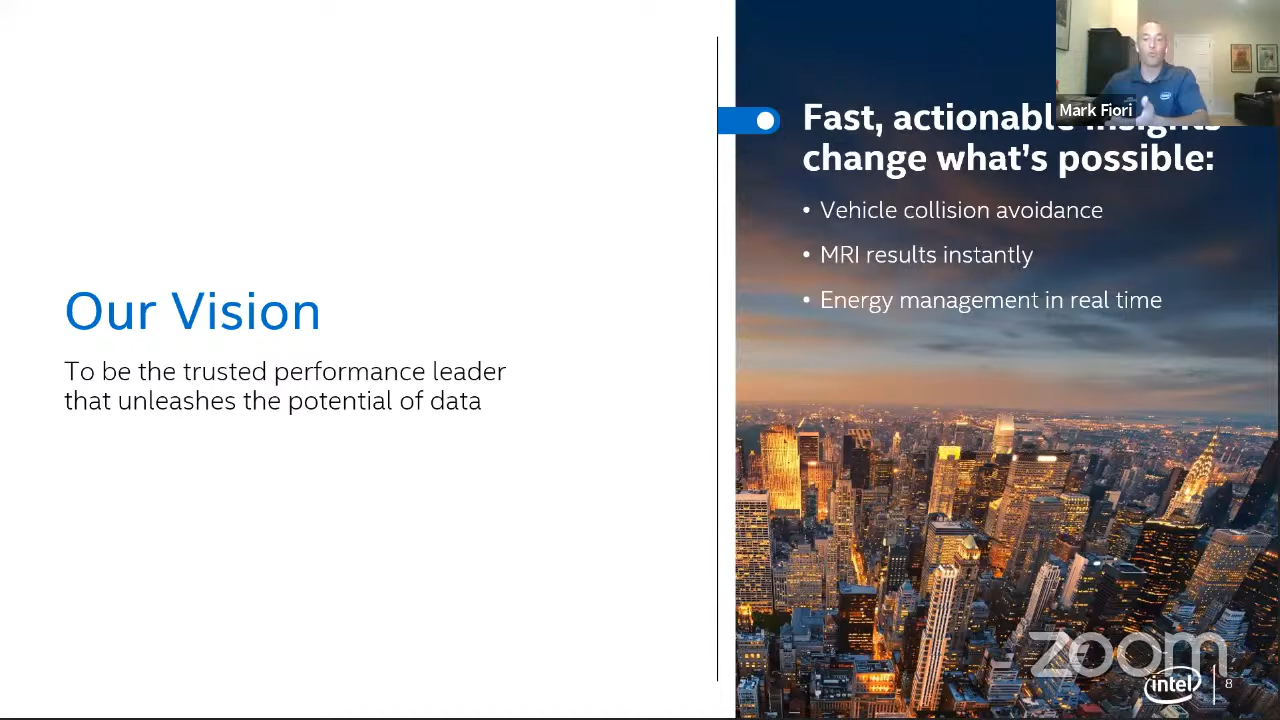 Our Vision
To be the trusted performance leader
that unleashes the potential of data
Mark Fiori
Fast, actionable insights
change what's possible:
• Vehicle collision avoidance
• MRI results instantly
• Energy management in real time
zoom
intel
8